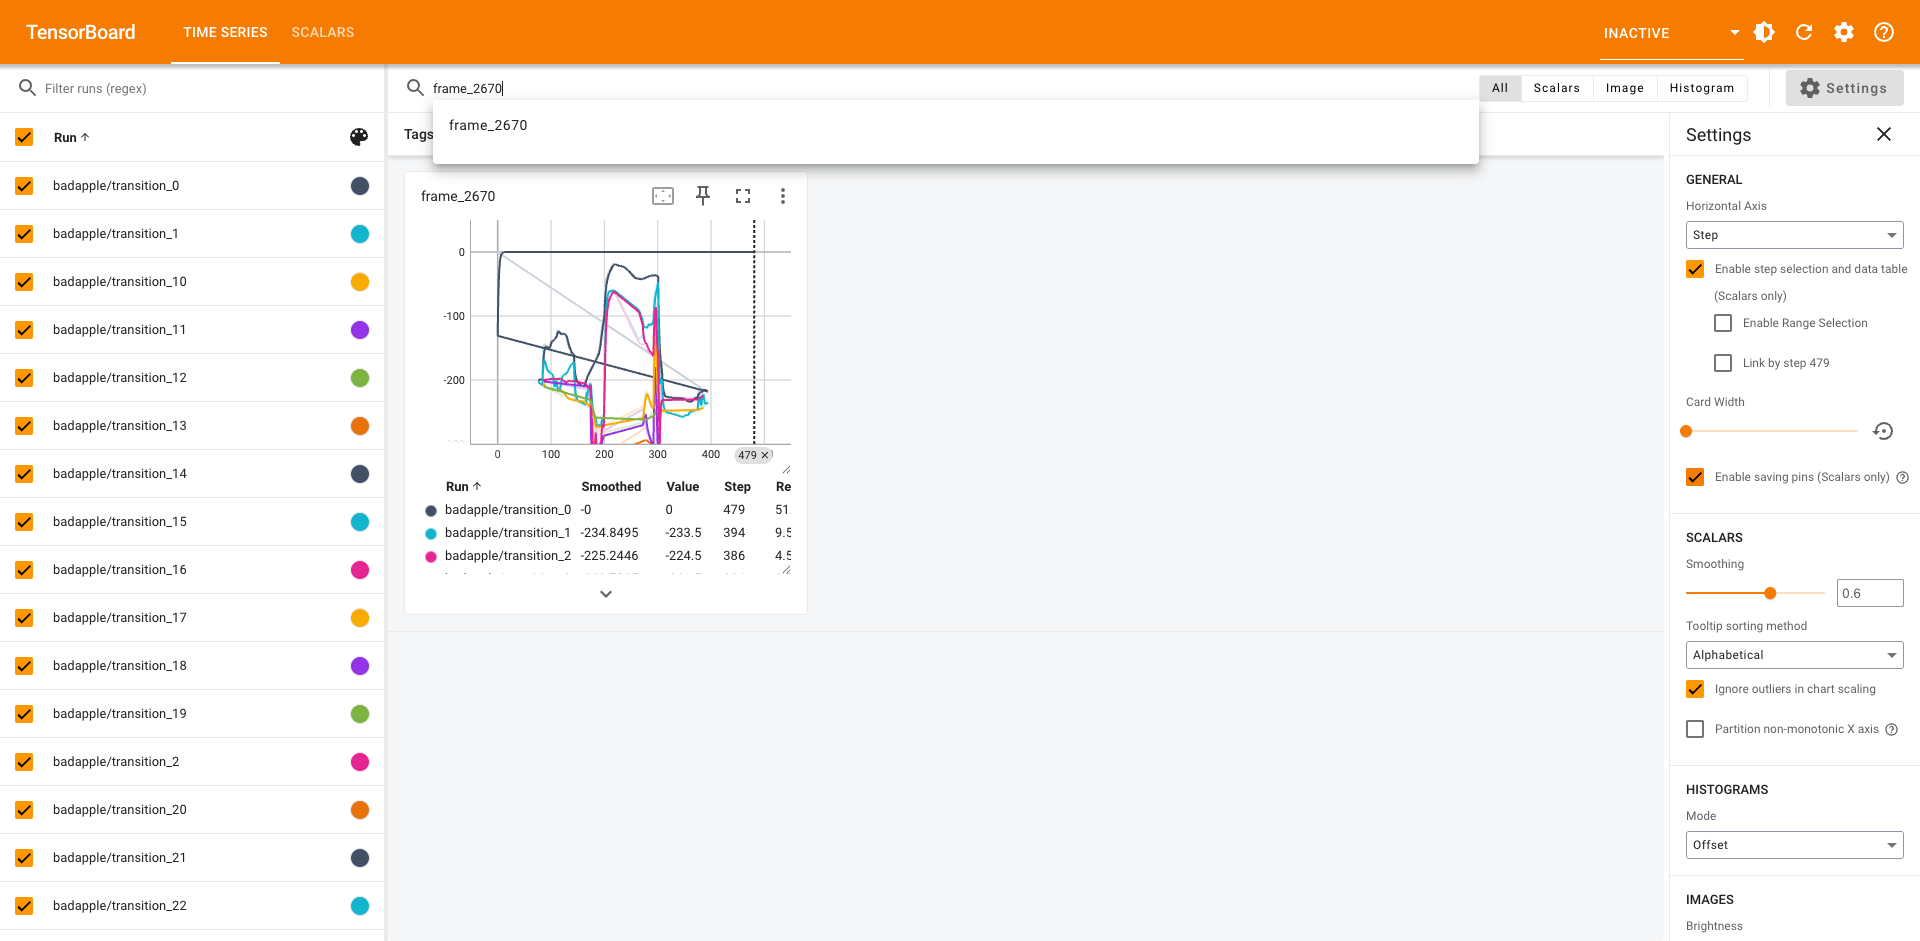 TensorBoard
TIME SERIES
SCALARS
INACTIVE
Filter runs (regex)
frame_2670
All
Scalars
Image
Histogram
Settings
frame_2670
Tags
Run
badapple/transition_0
badapple/transition_1
badapple/transition_10
badapple/transition_11
badapple/transition_12
badapple/transition_13
badapple/transition_14
badapple/transition_15
badapple/transition_16
badapple/transition_17
badapple/transition_18
badapple/transition_19
badapple/transition_2
badapple/transition_20
badapple/transition_21
badapple/transition_22
frame_2670
0
-100
-200
0 100 200 300 400 479
Run Smoothed Value Step Re
badapple/transition_0 -0 0 479 51.
badapple/transition_1 -234.8495 -233.5 394 9.5
badapple/transition_2 -225.2446 -224.5 386 4.5
Settings
GENERAL
Horizontal Axis
Step
Enable step selection and data table
(Scalars only)
Enable Range Selection
Link by step 479
Card Width
Enable saving pins (Scalars only)
SCALARS
Smoothing
0.6
Tooltip sorting method
Alphabetical
Ignore outliers in chart scaling
Partition non-monotonic X axis
HISTOGRAMS
Mode
Offset
IMAGES
Brightness